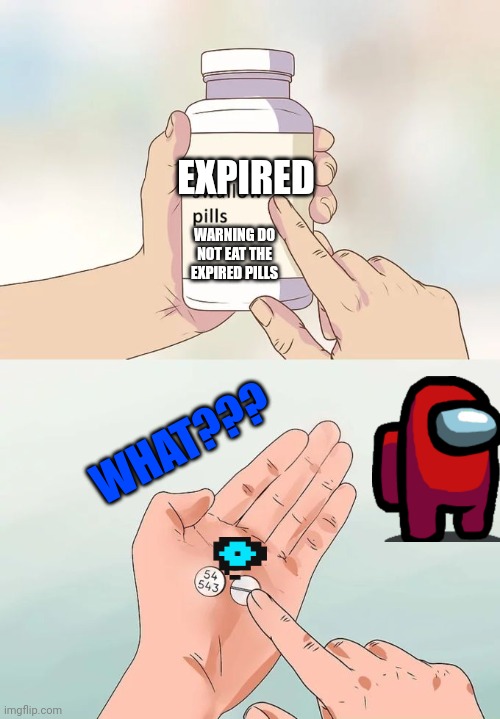 EXPIRED
pills
WARNING DO
NOT EAT THE
EXPIRED PILLS
WHAT???
54
543
imgflip.com